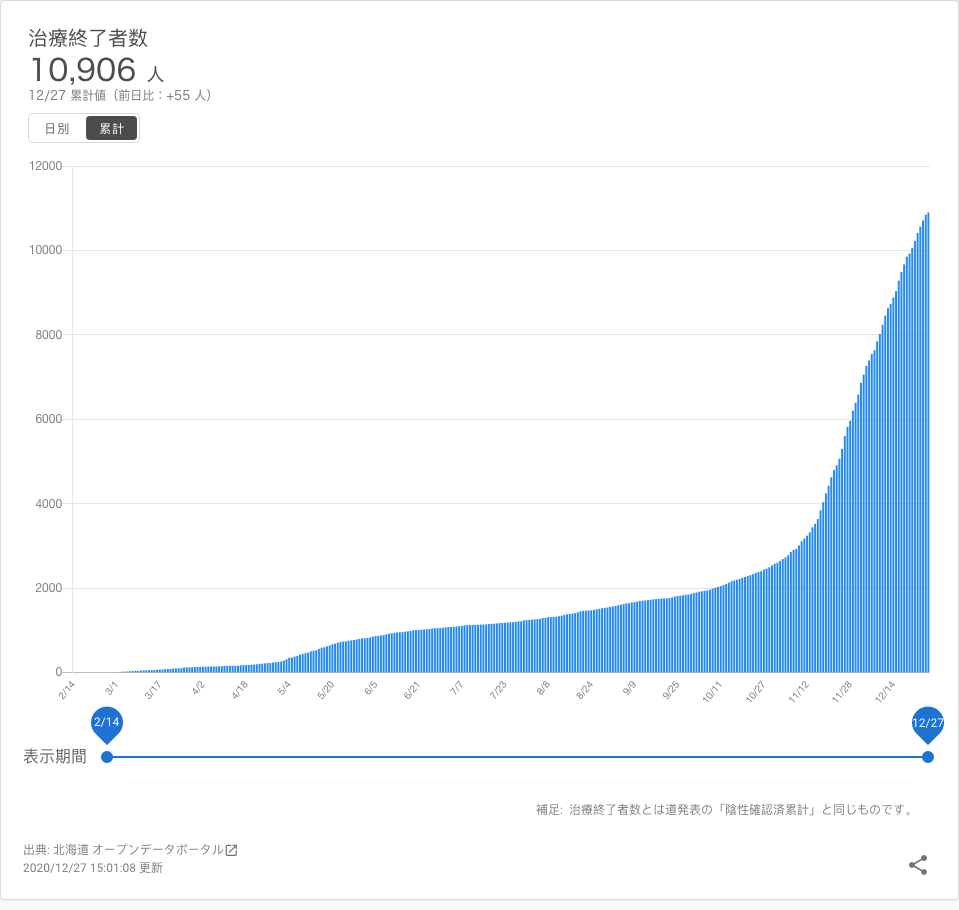 治療終了者数
10,906 人
12/27 累計値（前日比：+55 人）
日別 累計
12000
10000
8000
6000
4000
2000
0
2/14 3/1 3/17 4/2 4/18 5/4 5/20 6/5 6/21 7/7 7/23 8/8 8/24 9/9 9/25 10/11 10/27 11/12 11/28 12/14
2/14 12/27
表示期間
補足: 治療終了者数とは道発表の「陰性確認済累計」と同じものです。
出典: 北海道 オープンデータポータル
2020/12/27 15:01:08 更新